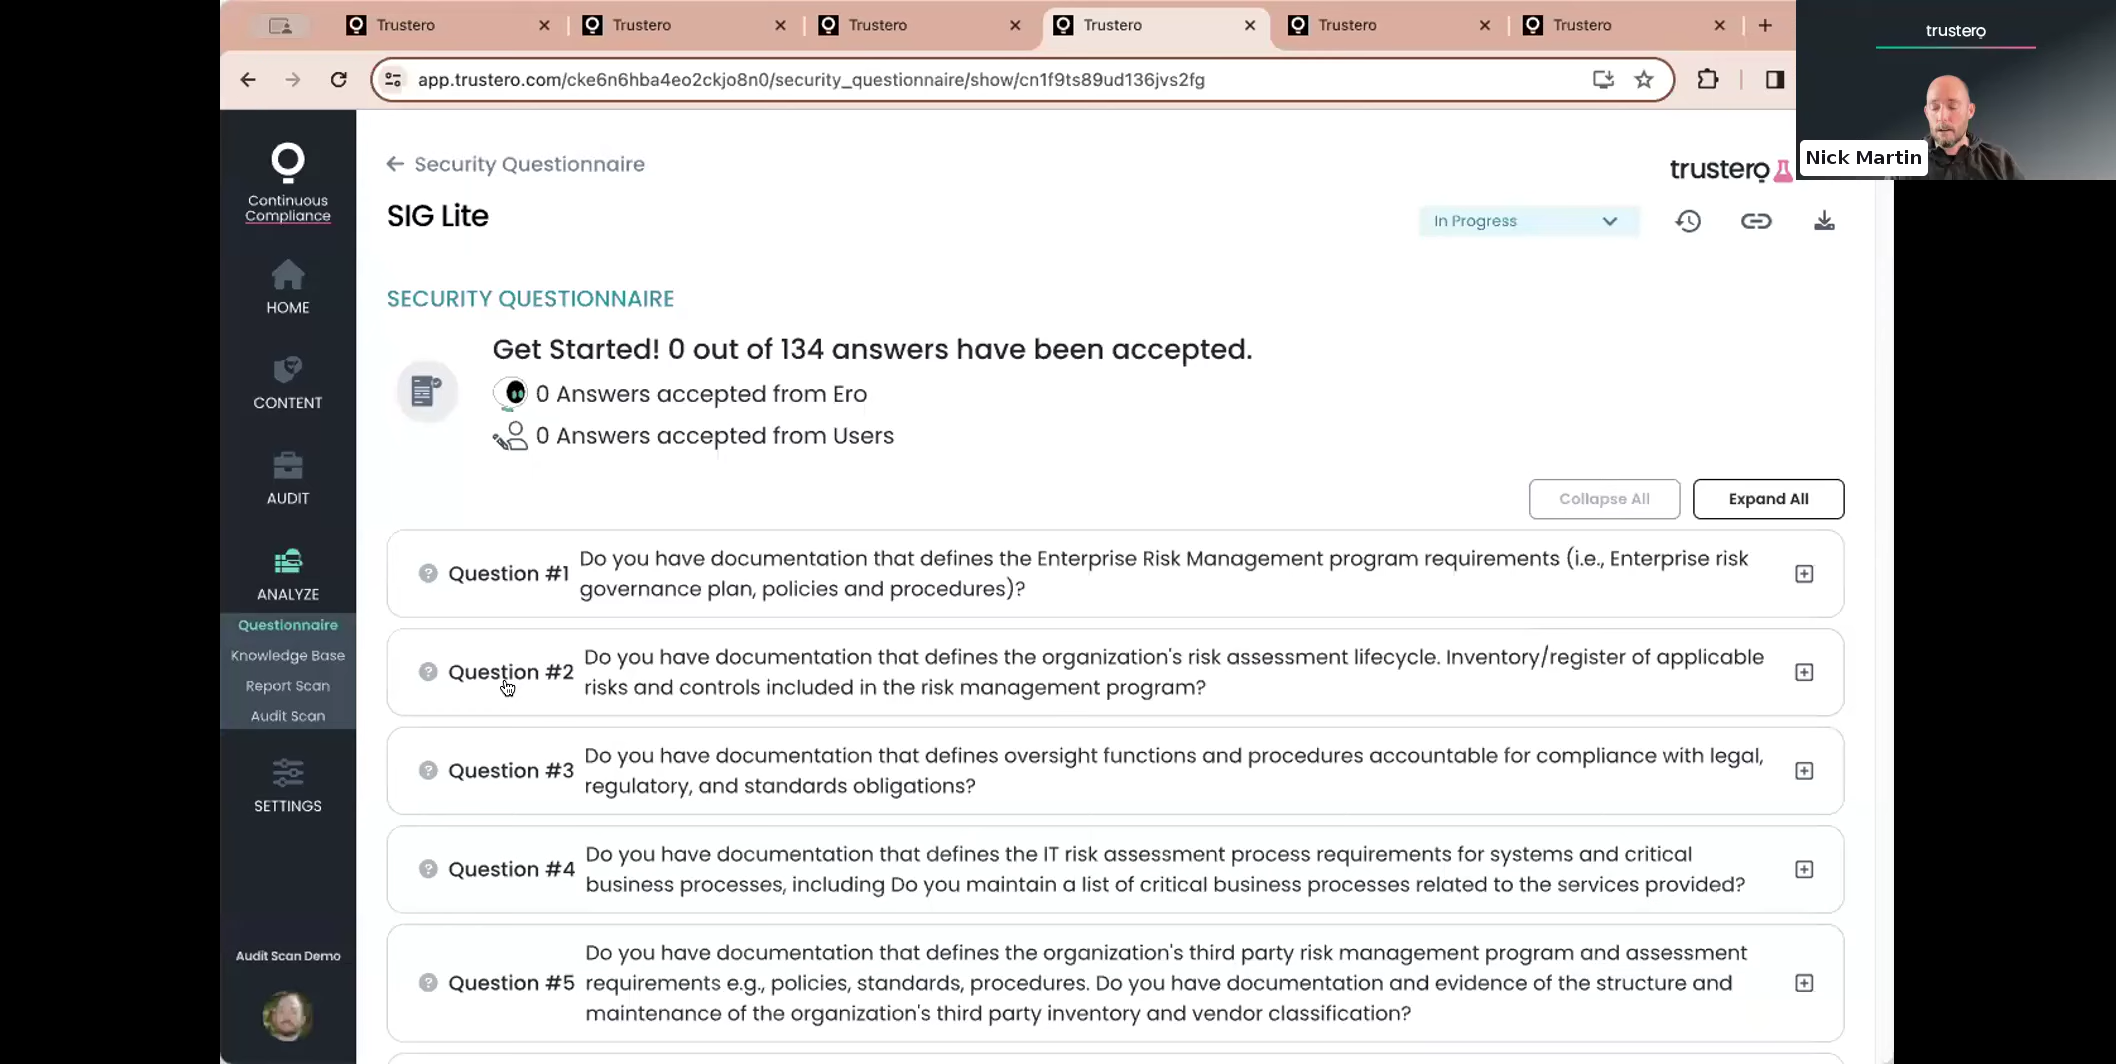 Trustero
Trustero
Trustero
Trustero
Trustero
Trustero
trustero
app.trustero.com/cke6n6hba4eo2ckjo8n0/security_questionnaire/show/cn1f9ts89ud136jvs2fg
Nick Martin
Continuous
Compliance
HOME
CONTENT
AUDIT
ANALYZE
Questionnaire
Knowledge Base
Report Scan
Audit Scan
SETTINGS
Audit Scan Demo
Security Questionnaire
trustero
SIG Lite
In Progress
SECURITY QUESTIONNAIRE
Get Started! 0 out of 134 answers have been accepted.
0 Answers accepted from Ero
0 Answers accepted from Users
Collapse All
Expand All
Question #1
Do you have documentation that defines the Enterprise Risk Management program requirements (i.e., Enterprise risk
governance plan, policies and procedures)?
Question #2
Do you have documentation that defines the organization's risk assessment lifecycle. Inventory/register of applicable
risks and controls included in the risk management program?
Question #3
Do you have documentation that defines oversight functions and procedures accountable for compliance with legal,
regulatory, and standards obligations?
Question #4
Do you have documentation that defines the IT risk assessment process requirements for systems and critical
business processes, including Do you maintain a list of critical business processes related to the services provided?
Question #5
Do you have documentation that defines the organization's third party risk management program and assessment
requirements e.g., policies, standards, procedures. Do you have documentation and evidence of the structure and
maintenance of the organization's third party inventory and vendor classification?